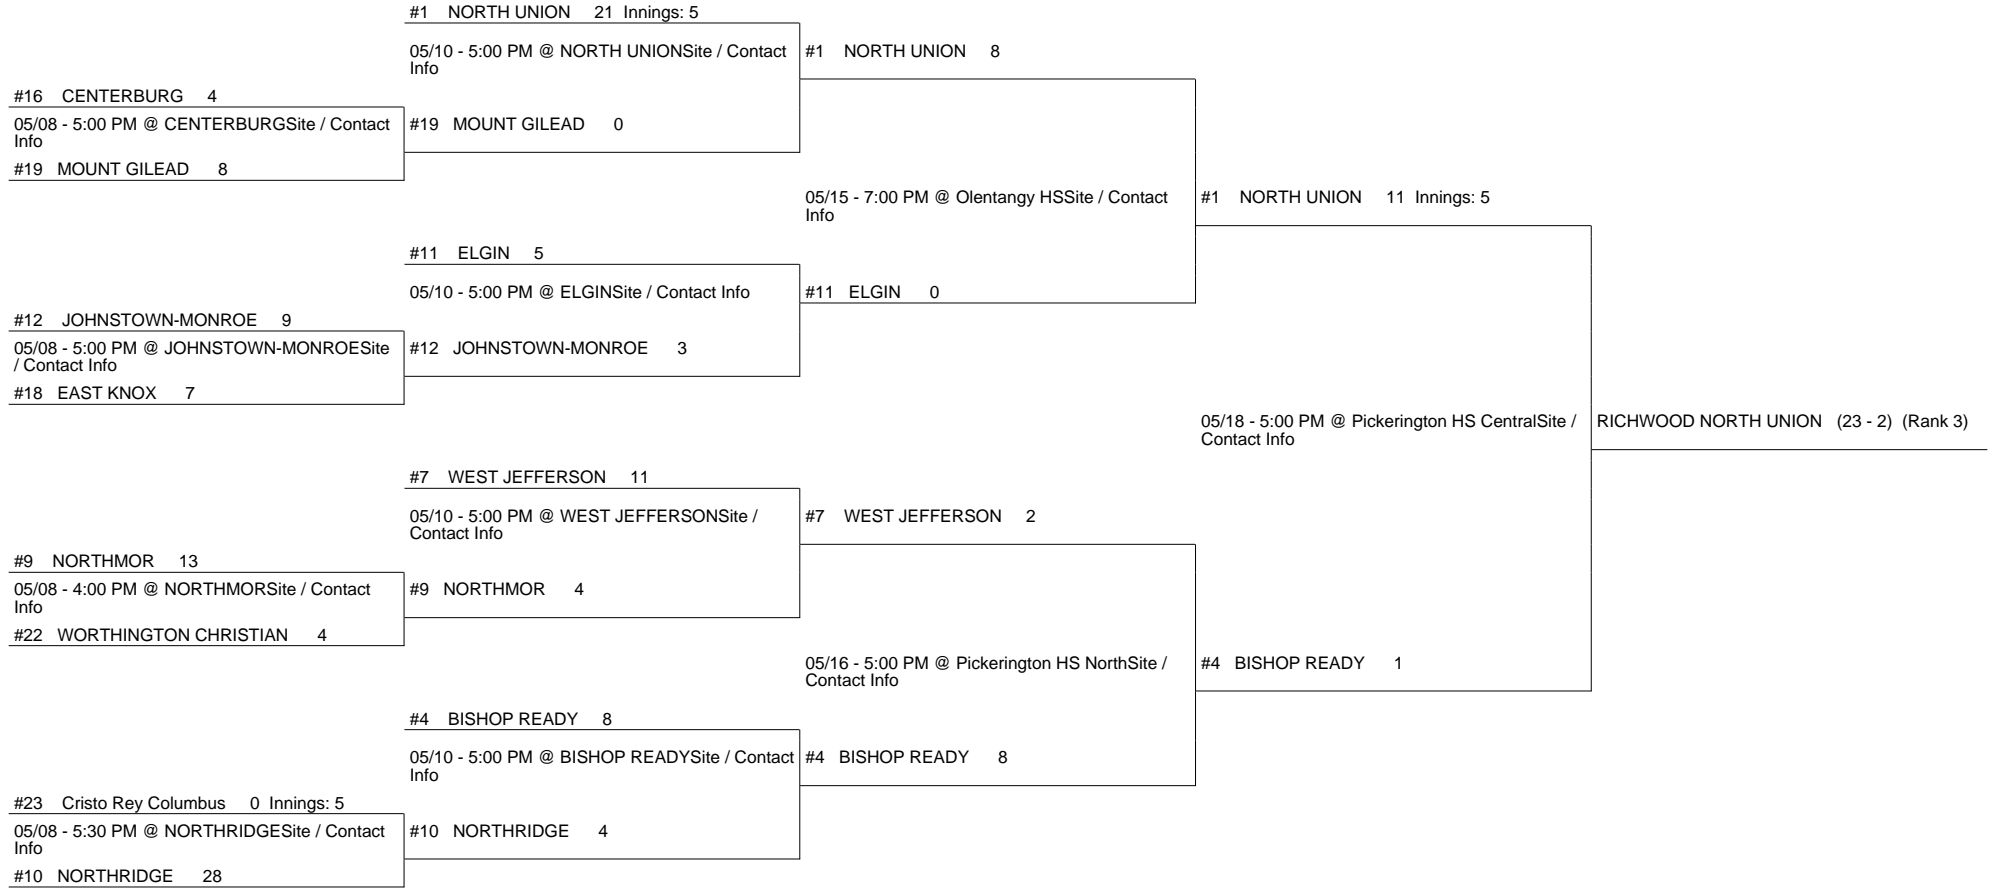 #1 NORTH UNION 21 Innings: 5
05/10 - 5:00 PM @ NORTH UNIONSite / Contact
Info
#1 NORTH UNION 8
#16 CENTERBURG 4
05/08 - 5:00 PM @ CENTERBURGSite / Contact
Info
#19 MOUNT GILEAD 0
#19 MOUNT GILEAD 8
05/15 - 7:00 PM @ Olentangy HSSite / Contact
Info
#1 NORTH UNION 11 Innings: 5
#11 ELGIN 5
05/10 - 5:00 PM @ ELGINSite / Contact Info
#11 ELGIN 0
#12 JOHNSTOWN-MONROE 9
05/08 - 5:00 PM @ JOHNSTOWN-MONROESite
/ Contact Info
#12 JOHNSTOWN-MONROE 3
#18 EAST KNOX 7
05/18 - 5:00 PM @ Pickerington HS CentralSite /
Contact Info
RICHWOOD NORTH UNION (23 - 2) (Rank 3)
#7 WEST JEFFERSON 11
05/10 - 5:00 PM @ WEST JEFFERSONSite /
Contact Info
#7 WEST JEFFERSON 2
#9 NORTHMOR 13
05/08 - 4:00 PM @ NORTHMORSite / Contact
Info
#9 NORTHMOR 4
#22 WORTHINGTON CHRISTIAN 4
05/16 - 5:00 PM @ Pickerington HS NorthSite /
Contact Info
#4 BISHOP READY 1
#4 BISHOP READY 8
05/10 - 5:00 PM @ BISHOP READYSite / Contact
Info
#4 BISHOP READY 8
#23 Cristo Rey Columbus 0 Innings: 5
05/08 - 5:30 PM @ NORTHRIDGESite / Contact
Info
#10 NORTHRIDGE 4
#10 NORTHRIDGE 28